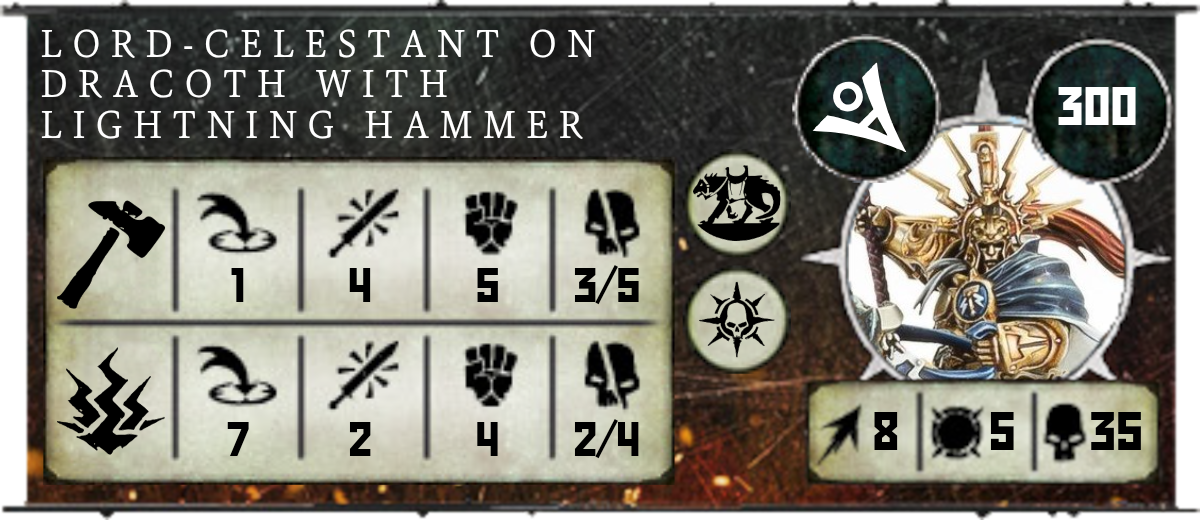 LORD-CELESTANT ON
DRACOTH WITH
LIGHTNING HAMMER
300
1 4 5 3/5
7 2 4 2/4
8 5 35